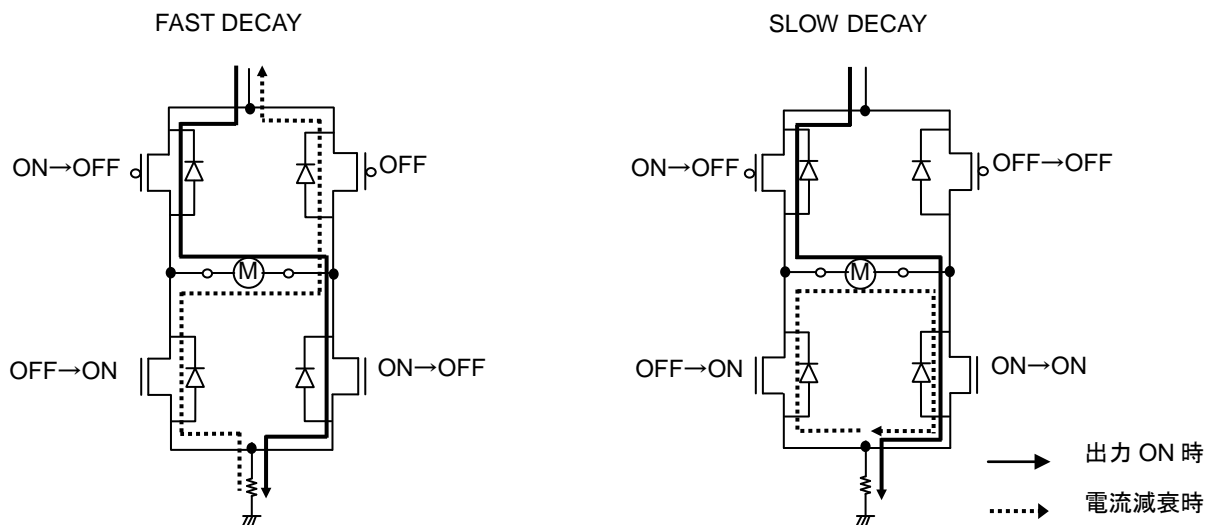 FAST DECAY
SLOW DECAY
ON→OFF
OFF
ON→OFF
OFF→OFF
M
M
OFF→ON
ON→OFF
OFF→ON
ON→ON
出力 ON 時
電流減衰時